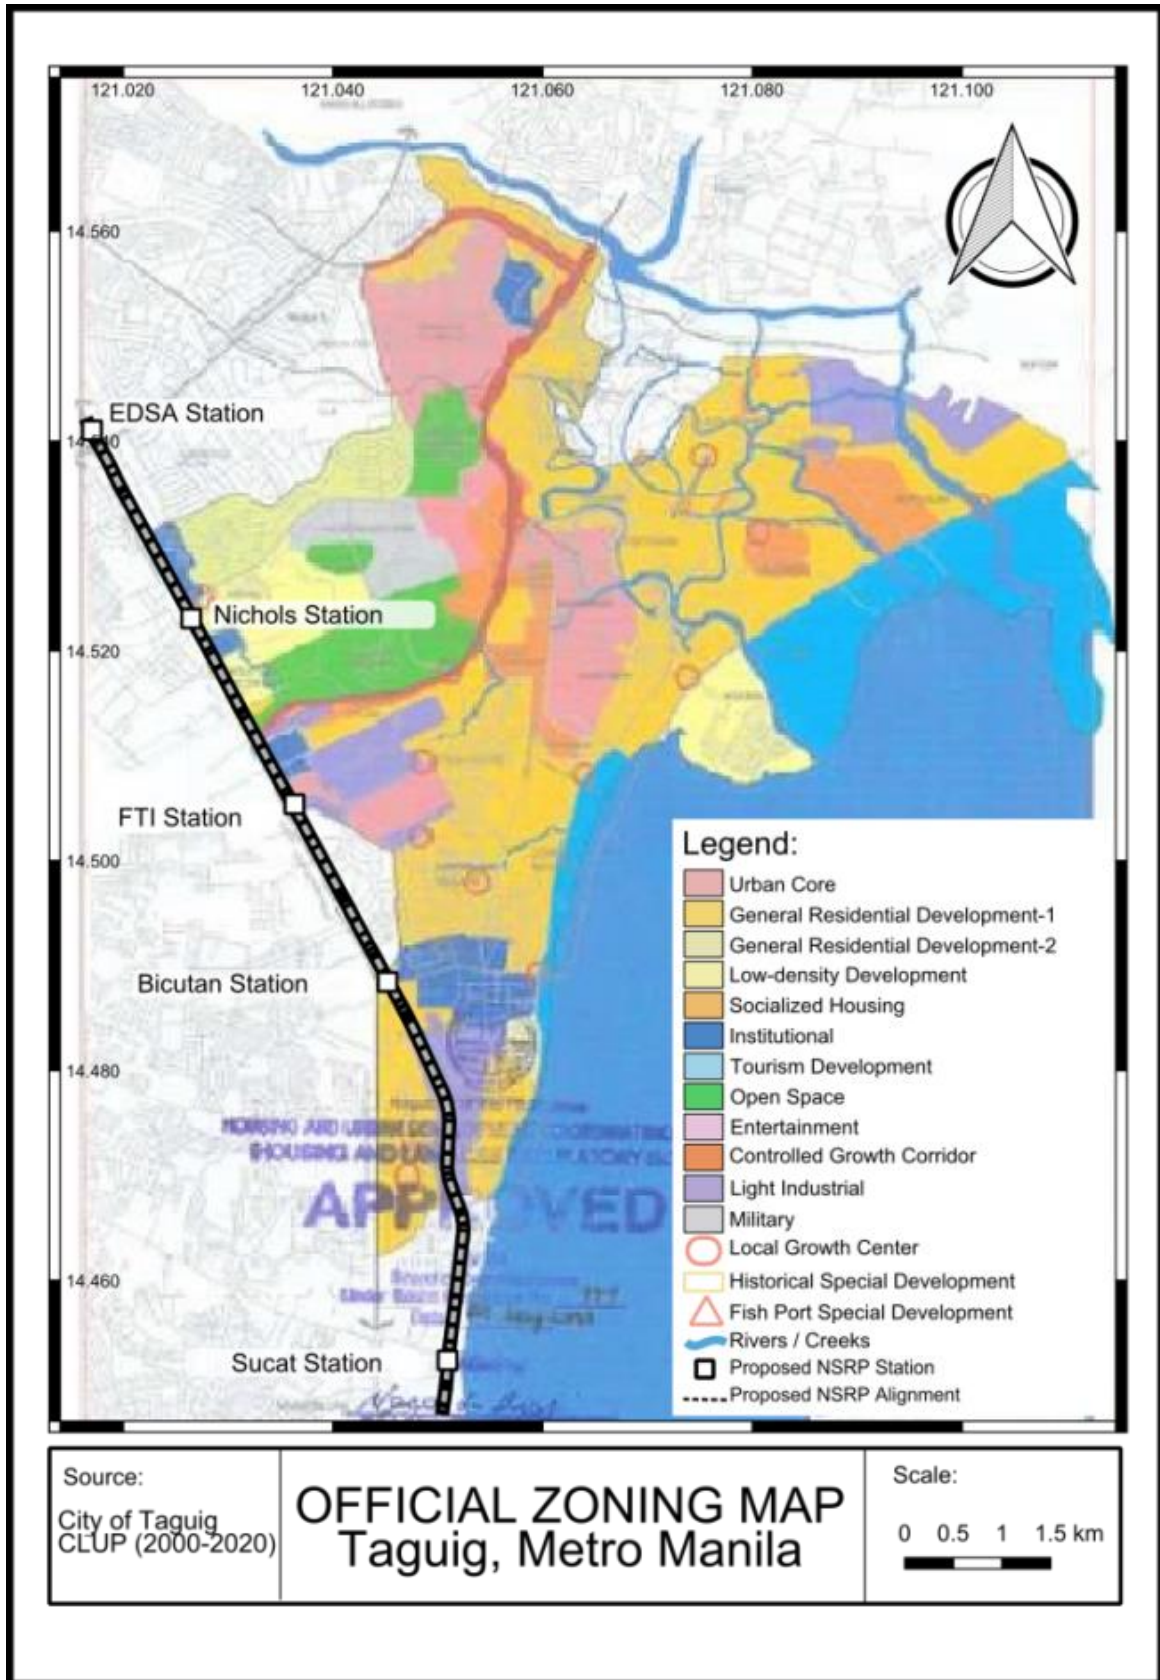 121.020
121.040
121.060
121.080
121.100
14.560
EDSA Station
Nichols Station
14.520
FTI Station
14.500
Bicutan Station
14.480
APPROVED
14.460
Sucat Station
Legend:
Urban Core
General Residential Development-1
General Residential Development-2
Low-density Development
Socialized Housing
Institutional
Tourism Development
Open Space
Entertainment
Controlled Growth Corridor
Light Industrial
Military
Local Growth Center
Historical Special Development
Fish Port Special Development
Rivers / Creeks
Proposed NSRP Station
Proposed NSRP Alignment
Source:
City of Taguig
CLUP (2000-2020)
OFFICIAL ZONING MAP
Taguig, Metro Manila
Scale:
0 0.5 1 1.5 km